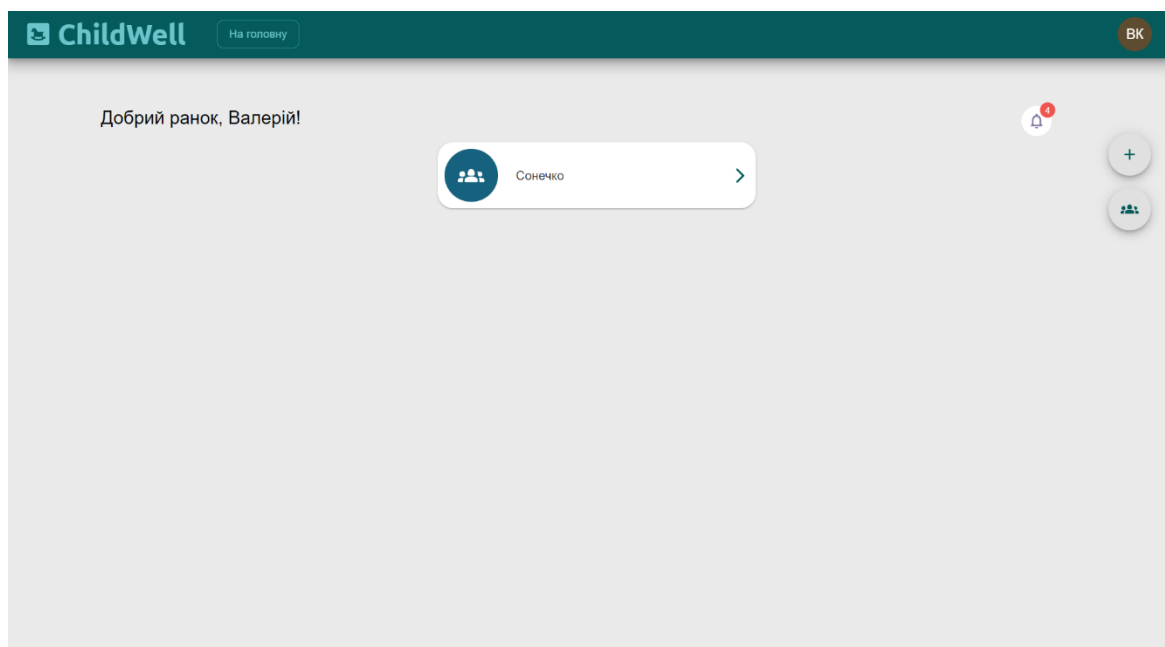 ChildWell
На головну
ВК
Добрий ранок, Валерій!
4
Сонечко